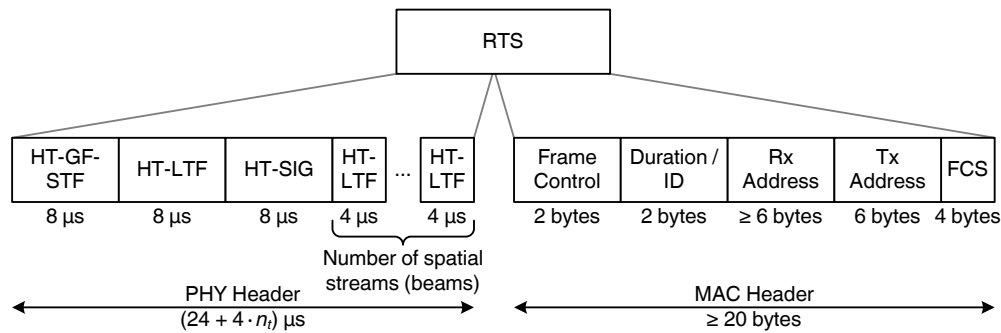 RTS
HT-GF-
STF
HT-LTF
HT-SIG
HT-
LTF
...
HT-
LTF
Frame
Control
Duration /
ID
Rx
Address
Tx
Address
FCS
8 µs
8 µs
8 µs
4 µs
4 µs
2 bytes
2 bytes
≥ 6 bytes
6 bytes
4 bytes
Number of spatial
streams (beams)
PHY Header
(24 + 4 · nₜ) µs
MAC Header
≥ 20 bytes